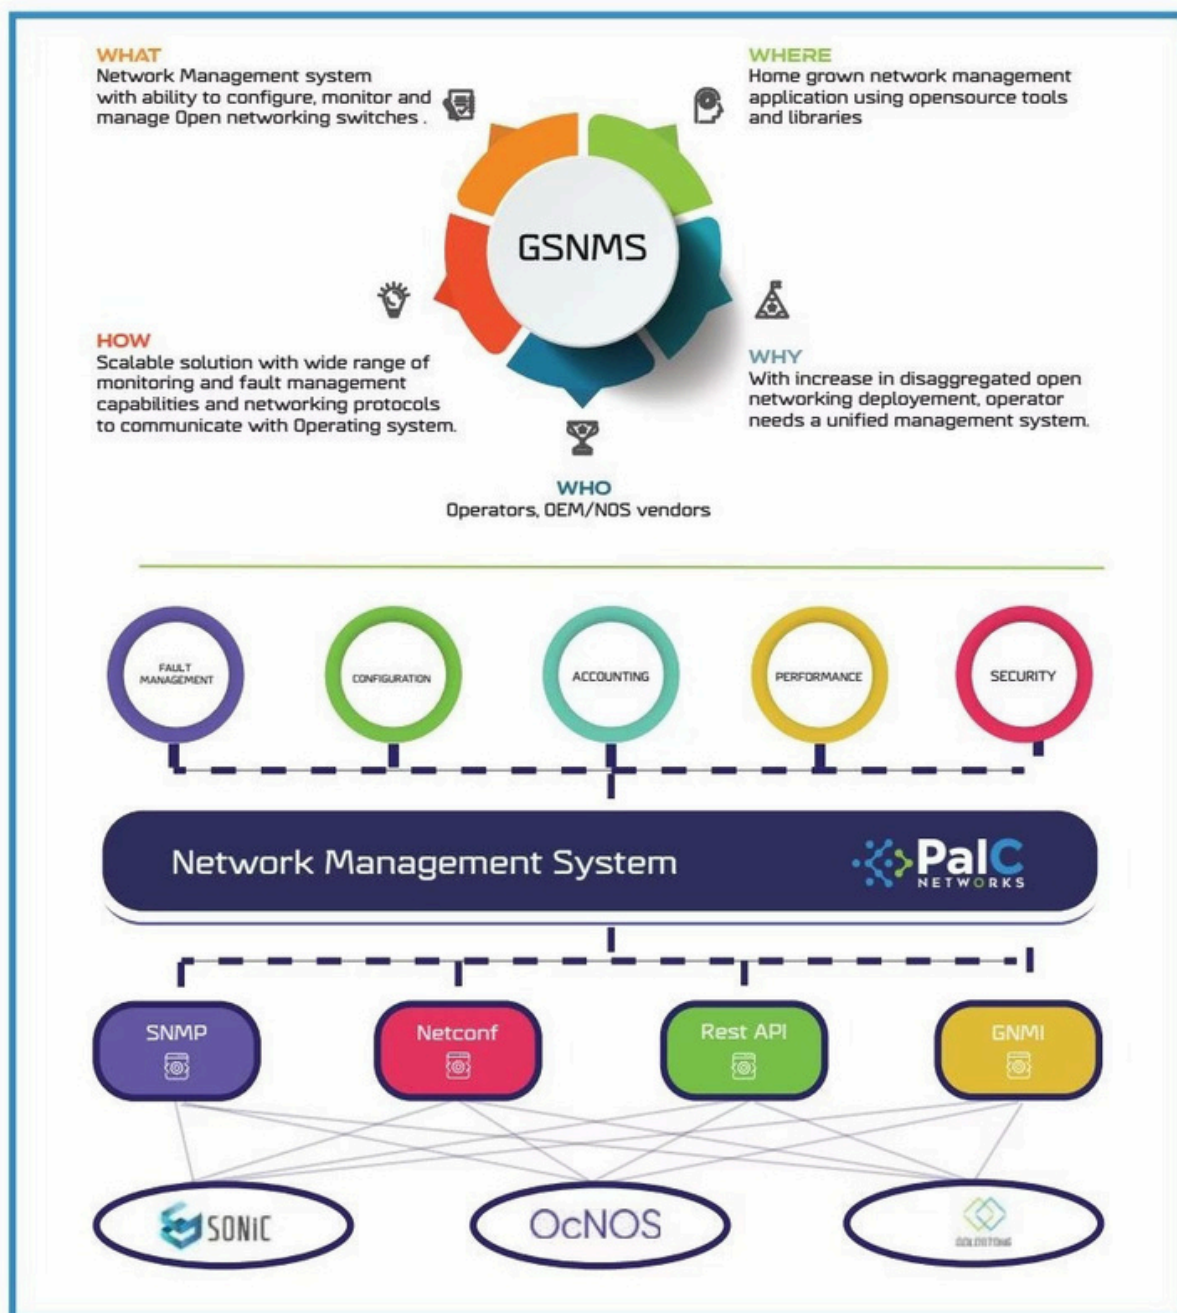 WHAT
Network Management system
with ability to configure, monitor and
manage Open networking switches .
WHERE
Home grown network management
application using opensource tools
and libraries
GSNMS
HOW
Scalable solution with wide range of
monitoring and fault management
capabilities and networking protocols
to communicate with Operating system.
WHY
With increase in disaggregated open
networking deployement, operator
needs a unified management system.
WHO
Operators, OEM/NOS vendors
FAULT
MANAGEMENT
CONFIGURATION
ACCOUNTING
PERFORMANCE
SECURITY
Network Management System
PalC
NETWORKS
SNMP
Netconf
Rest API
GNMI
SONiC
OcNOS
GOLDSTONE